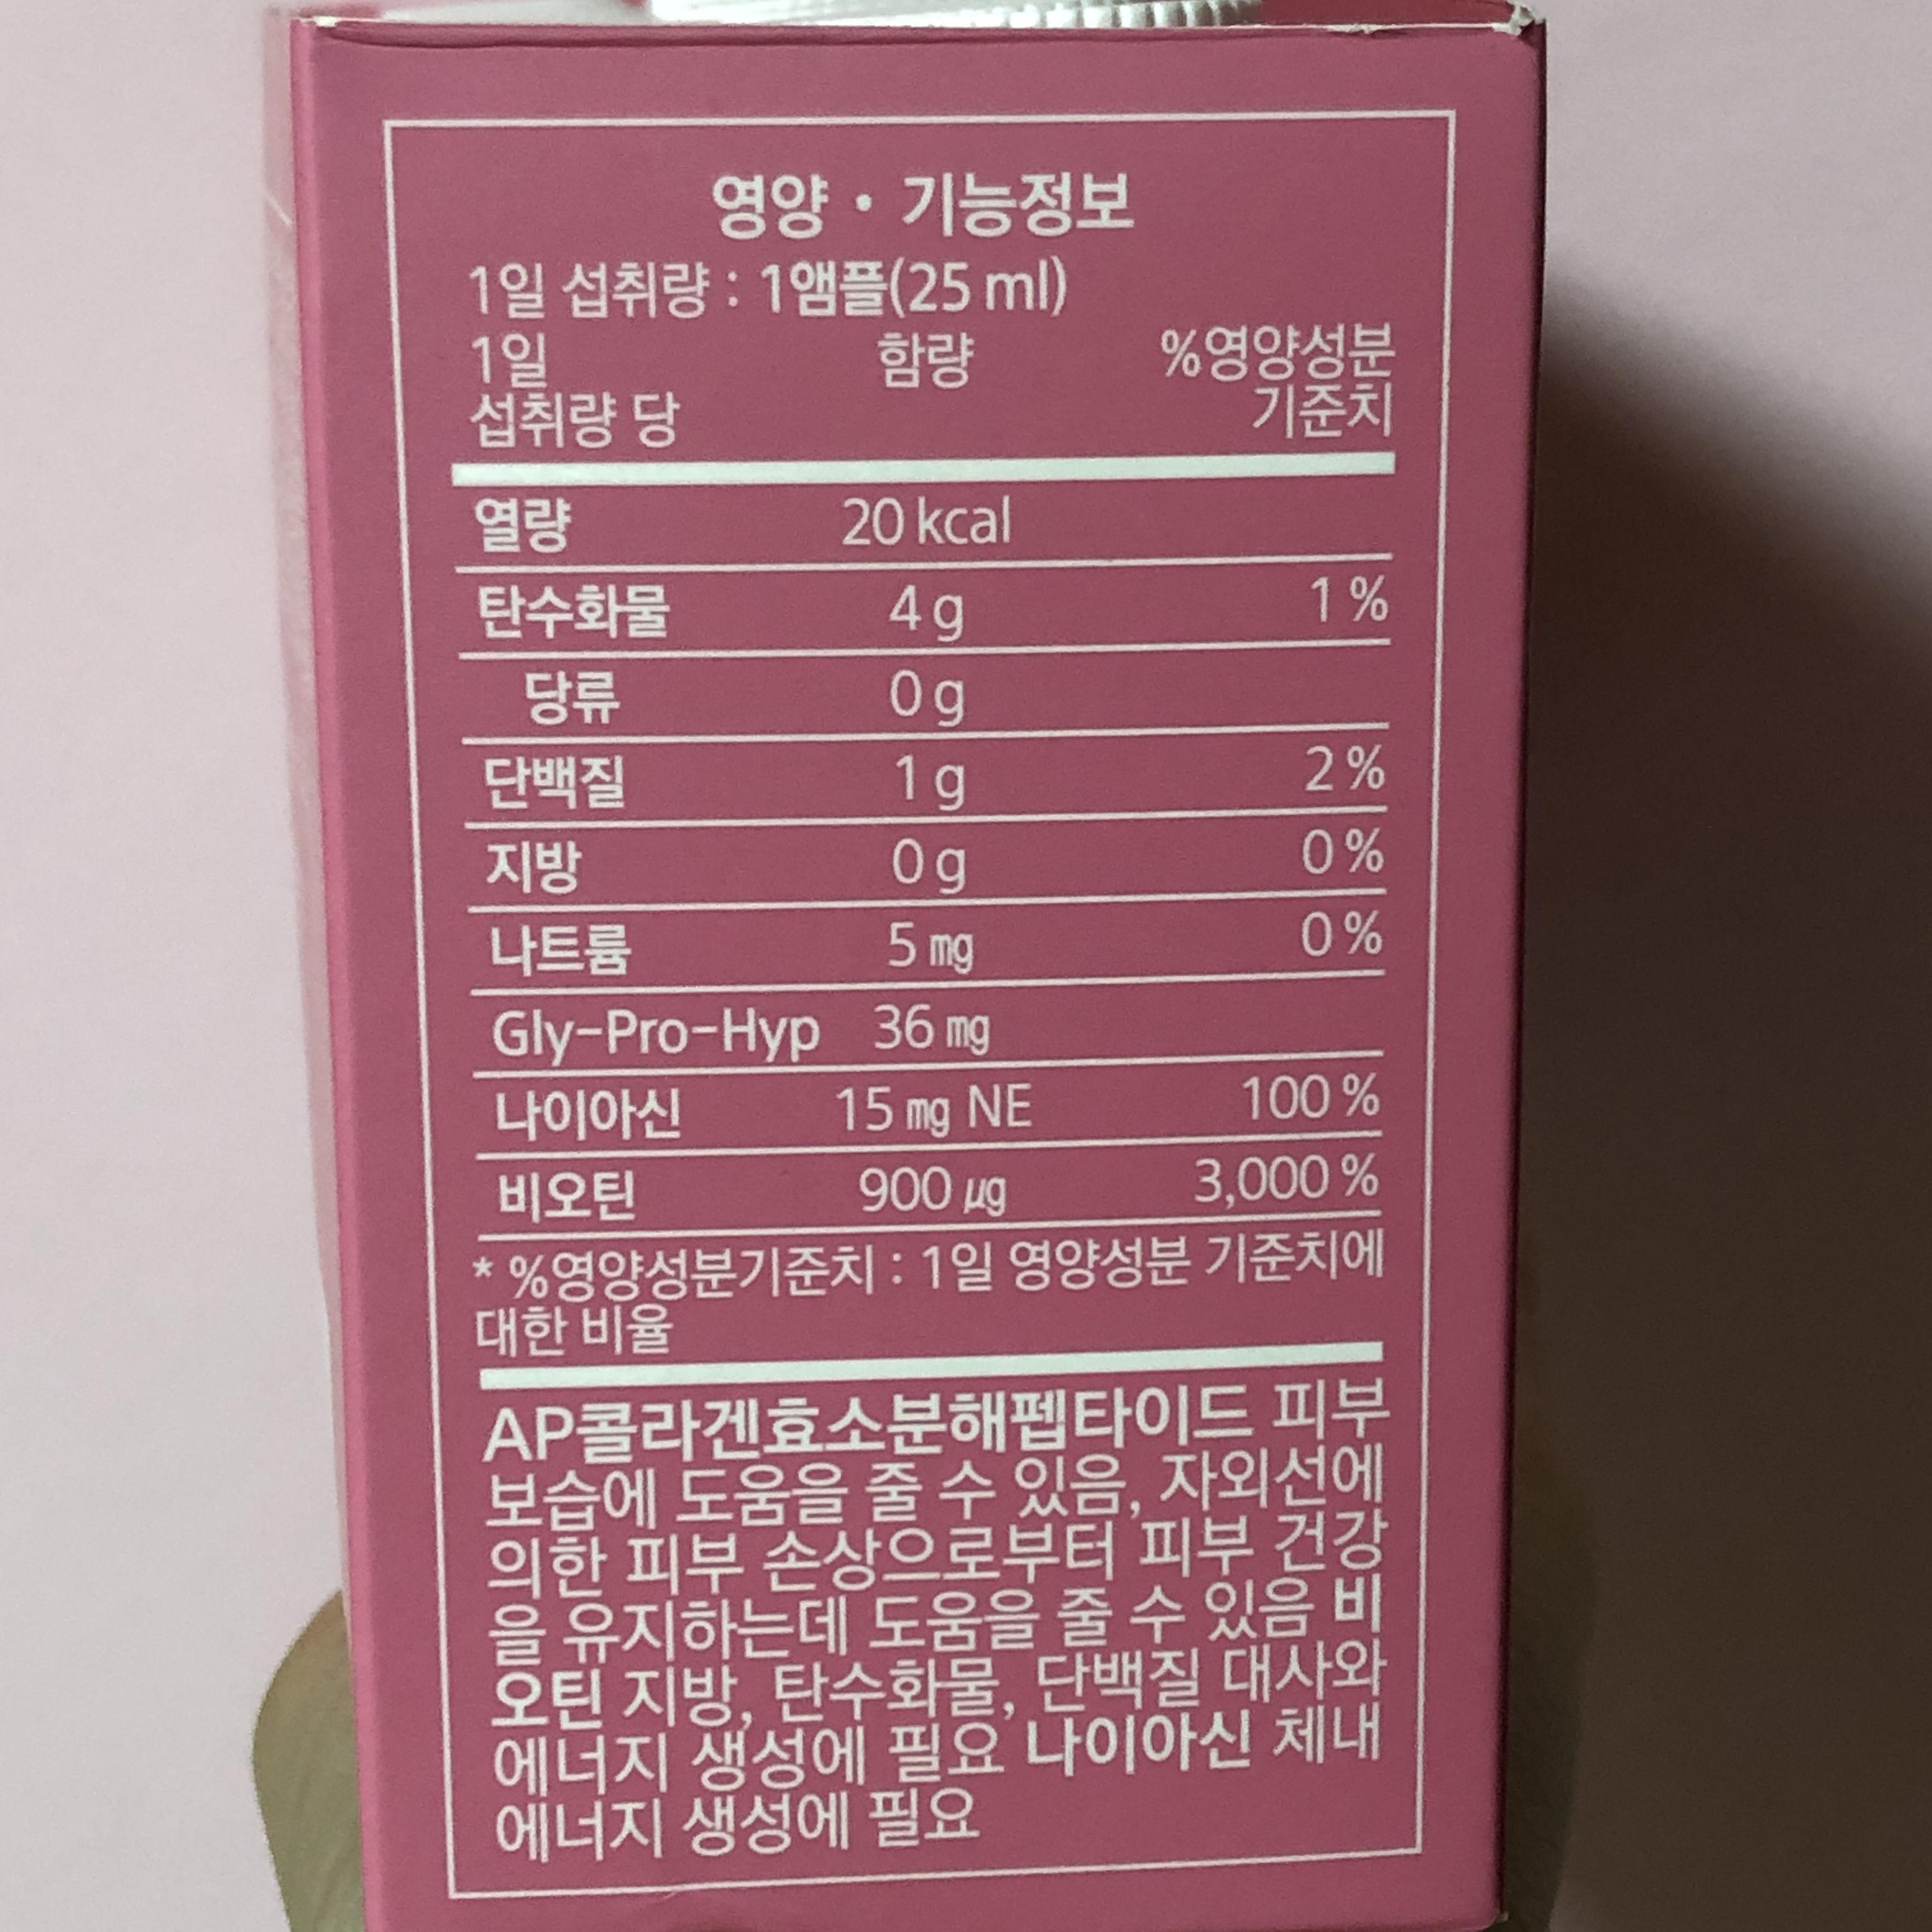 영양・기능정보
1일 섭취량 : 1앰플(25 ml)
1일 함량 %영양성분
섭취량 당 기준치
열량 20 kcal
탄수화물 4 g 1 %
당류 0 g
단백질 1 g 2 %
지방 0 g 0 %
나트륨 5 mg 0 %
Gly-Pro-Hyp 36 mg
나이아신 15 mg NE 100 %
비오틴 900 μg 3,000 %
* %영양성분기준치 : 1일 영양성분 기준치에
대한 비율
AP콜라겐효소분해펩타이드 피부
보습에 도움을 줄 수 있음, 자외선에
의한 피부 손상으로부터 피부 건강
을 유지하는데 도움을 줄 수 있음 비
오틴 지방, 탄수화물, 단백질 대사와
에너지 생성에 필요 나이아신 체내
에너지 생성에 필요